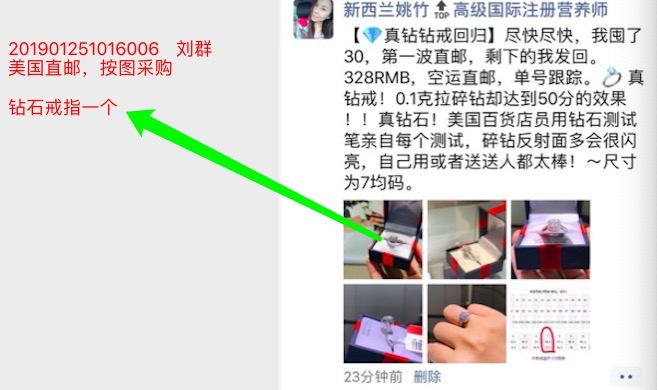 201901251016006 刘群
美国直邮，按图采购
钻石戒指一个
新西兰姚竹🔝高级国际注册营养师
【💎真钻钻戒回归】尽快尽快，我囤了
30，第一波直邮，剩下的我发回。
328RMB，空运直邮，单号跟踪。💍 真
钻戒！0.1克拉碎钻却达到50分的效果
！！真钻石！美国百货店员用钻石测试
笔亲自每个测试，碎钻反射面多会很闪
亮，自己用或者送送人都太棒！～尺寸
为7均码。
23分钟前 删除